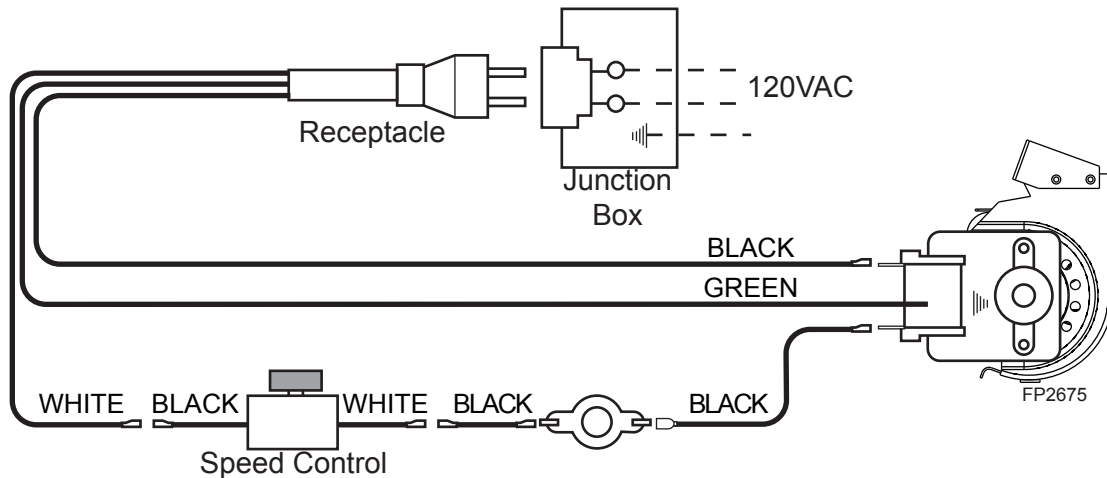 120VAC
Receptacle
Junction
Box
BLACK
GREEN
FP2675
WHITE BLACK WHITE BLACK BLACK
Speed Control